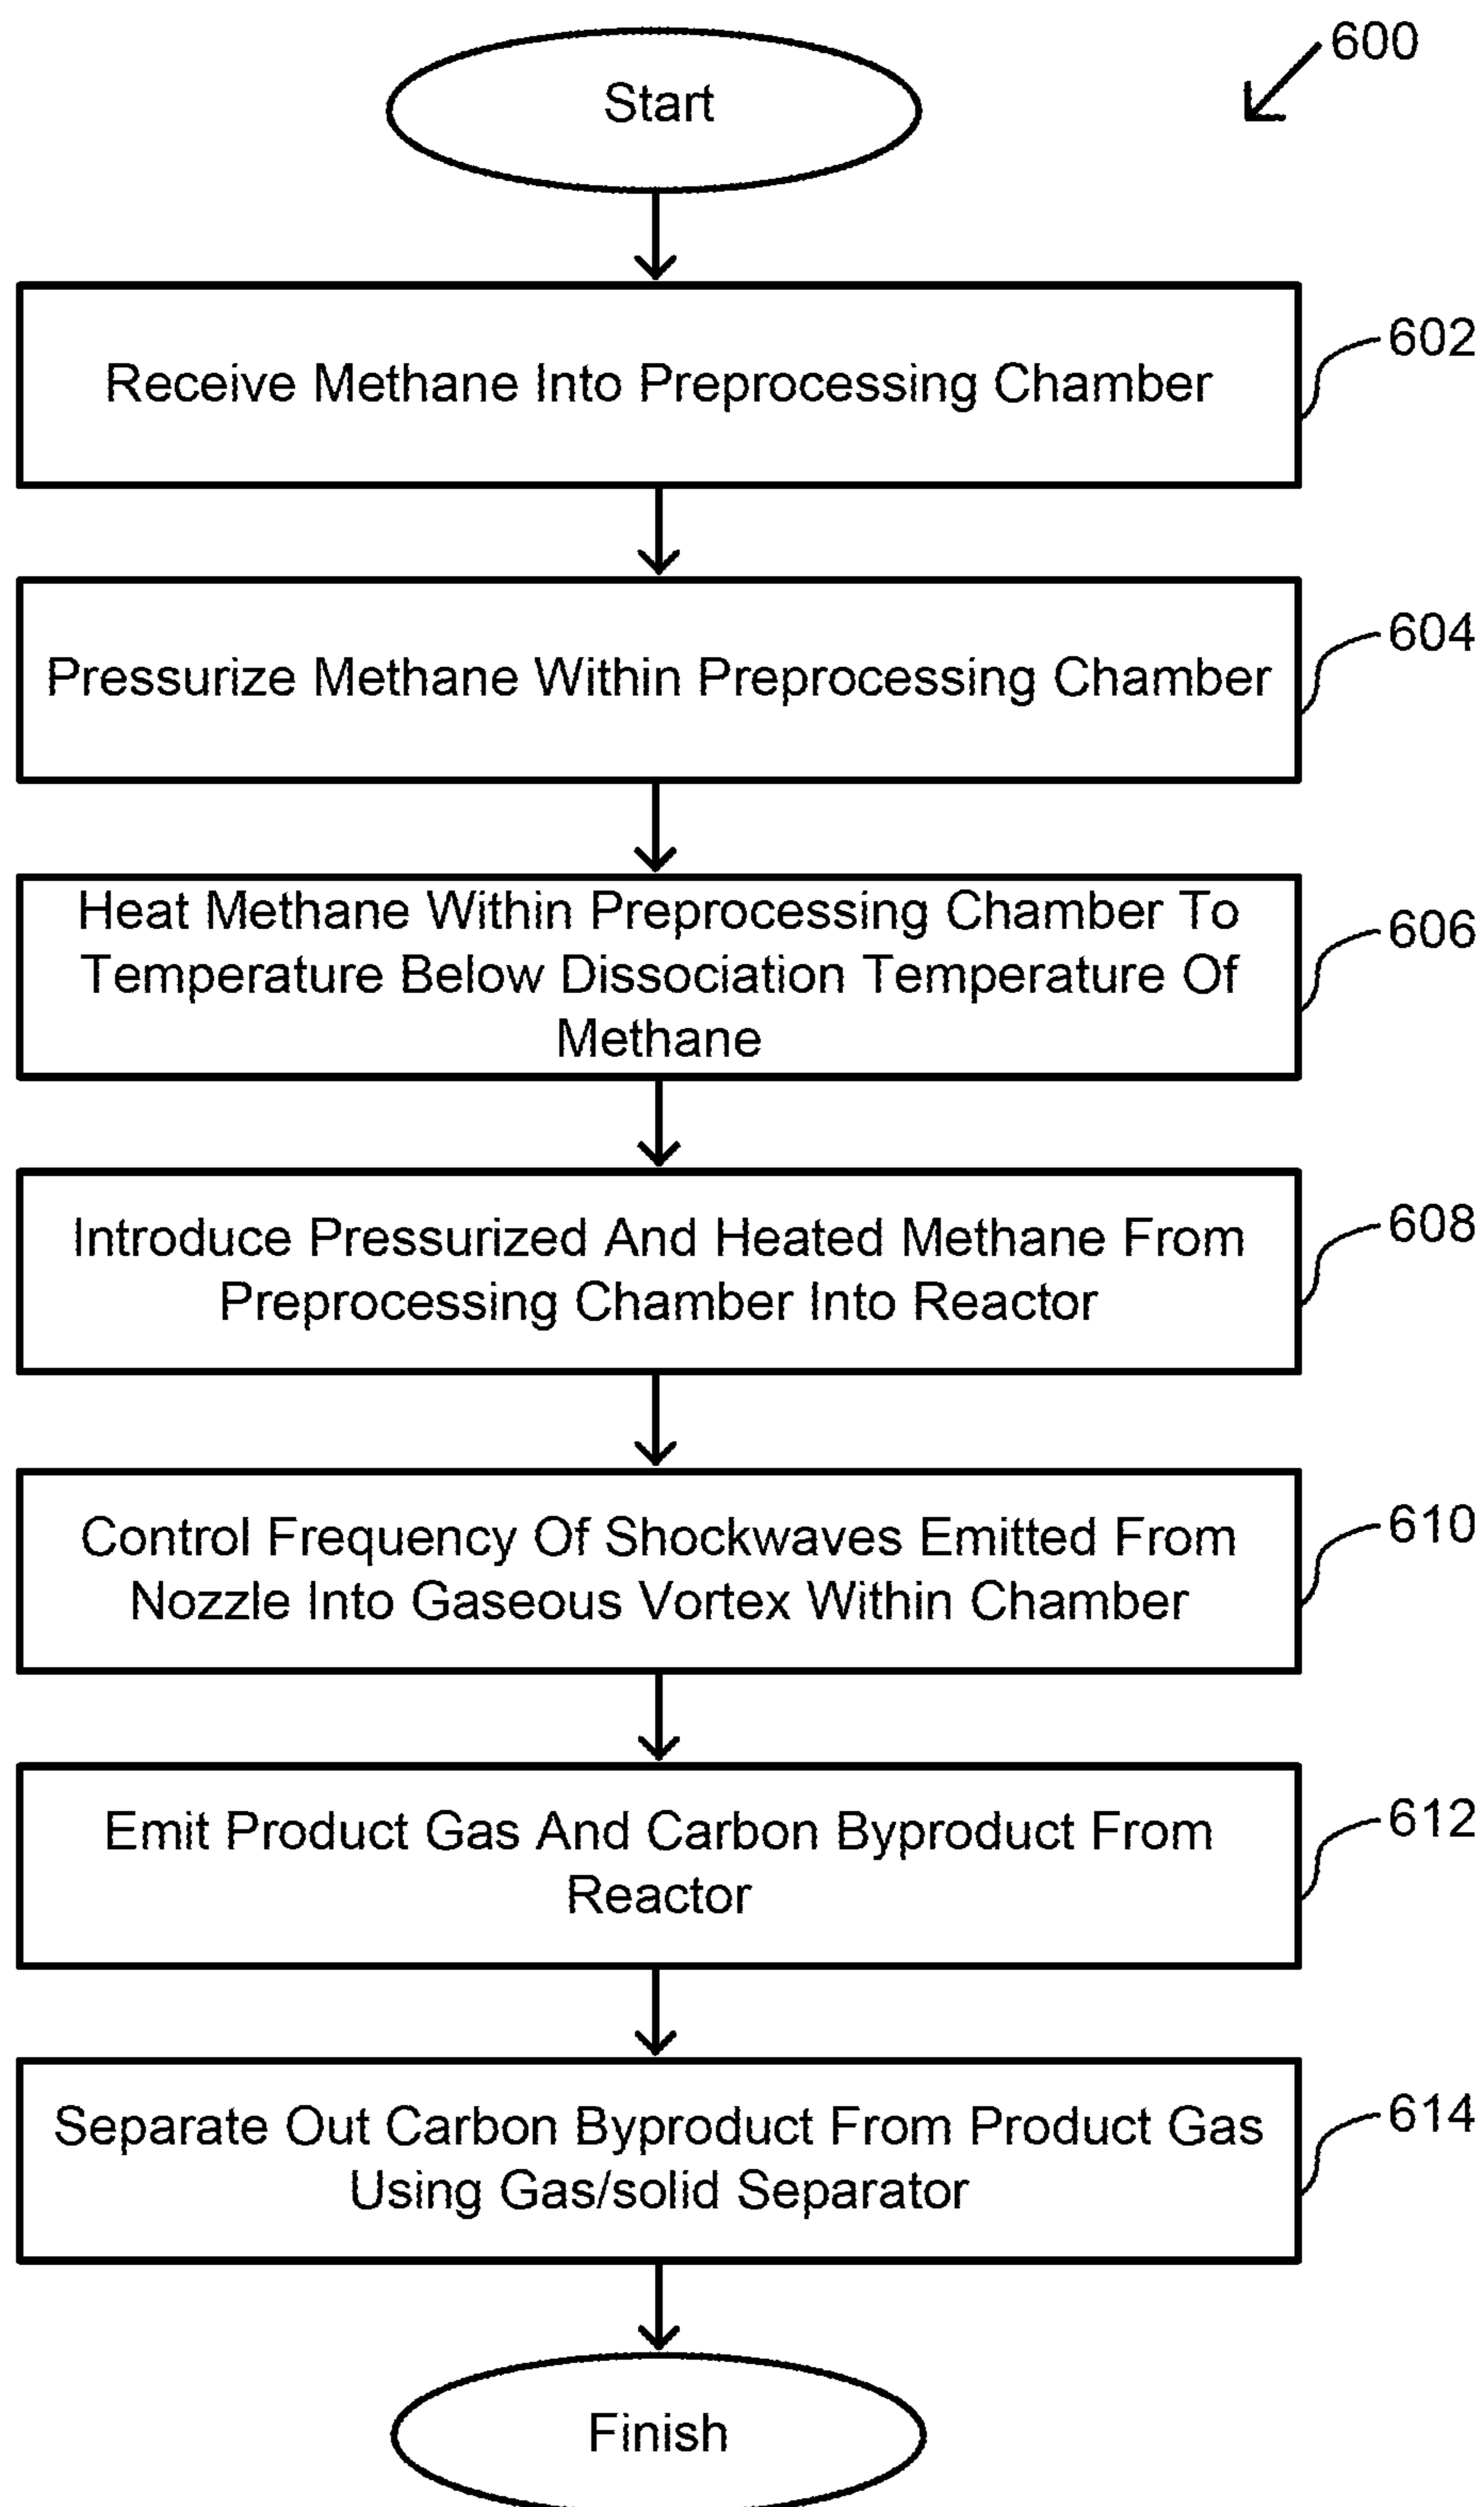 600
Start
Receive Methane Into Preprocessing Chamber
602
Pressurize Methane Within Preprocessing Chamber
604
Heat Methane Within Preprocessing Chamber To
Temperature Below Dissociation Temperature Of
Methane
606
Introduce Pressurized And Heated Methane From
Preprocessing Chamber Into Reactor
608
Control Frequency Of Shockwaves Emitted From
Nozzle Into Gaseous Vortex Within Chamber
610
Emit Product Gas And Carbon Byproduct From
Reactor
612
Separate Out Carbon Byproduct From Product Gas
Using Gas/solid Separator
614
Finish